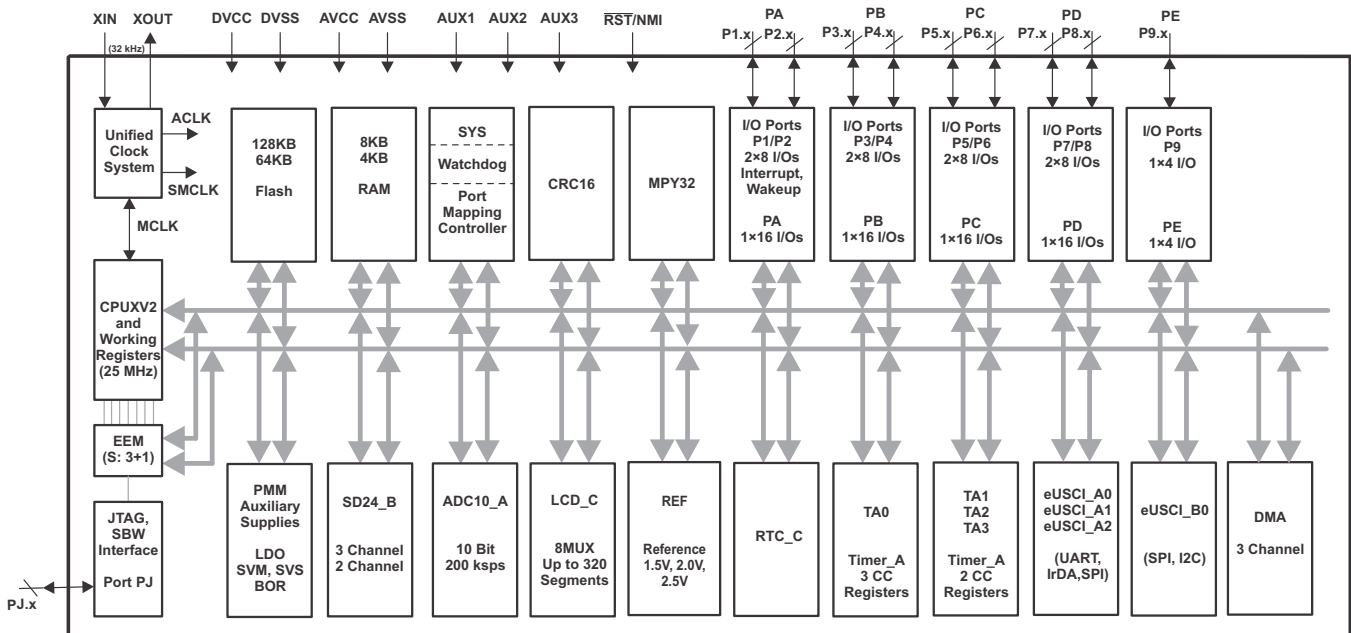 XIN
XOUT
(32 kHz)
DVCC
DVSS
AVCC
AVSS
AUX1
AUX2
AUX3
RST/NMI
PA
P1.x
P2.x
PB
P3.x
P4.x
PC
P5.x
P6.x
PD
P7.x
P8.x
PE
P9.x
Unified
Clock
System
ACLK
SMCLK
MCLK
128KB
64KB
Flash
8KB
4KB
RAM
SYS
Watchdog
Port
Mapping
Controller
CRC16
MPY32
I/O Ports
P1/P2
2×8 I/Os
Interrupt,
Wakeup
PA
1×16 I/Os
I/O Ports
P3/P4
2×8 I/Os
PB
1×16 I/Os
I/O Ports
P5/P6
2×8 I/Os
PC
1×16 I/Os
I/O Ports
P7/P8
2×8 I/Os
PD
1×16 I/Os
I/O Ports
P9
1×4 I/O
PE
1×4 I/O
CPUXV2
and
Working
Registers
(25 MHz)
EEM
(S: 3+1)
JTAG,
SBW
Interface
Port PJ
PJ.x
PMM
Auxiliary
Supplies
LDO
SVM, SVS
BOR
SD24_B
3 Channel
2 Channel
ADC10_A
10 Bit
200 ksps
LCD_C
8MUX
Up to 320
Segments
REF
Reference
1.5V, 2.0V,
2.5V
RTC_C
TA0
Timer_A
3 CC
Registers
TA1
TA2
TA3
Timer_A
2 CC
Registers
eUSCI_A0
eUSCI_A1
eUSCI_A2
(UART,
IrDA,SPI)
eUSCI_B0
(SPI, I2C)
DMA
3 Channel